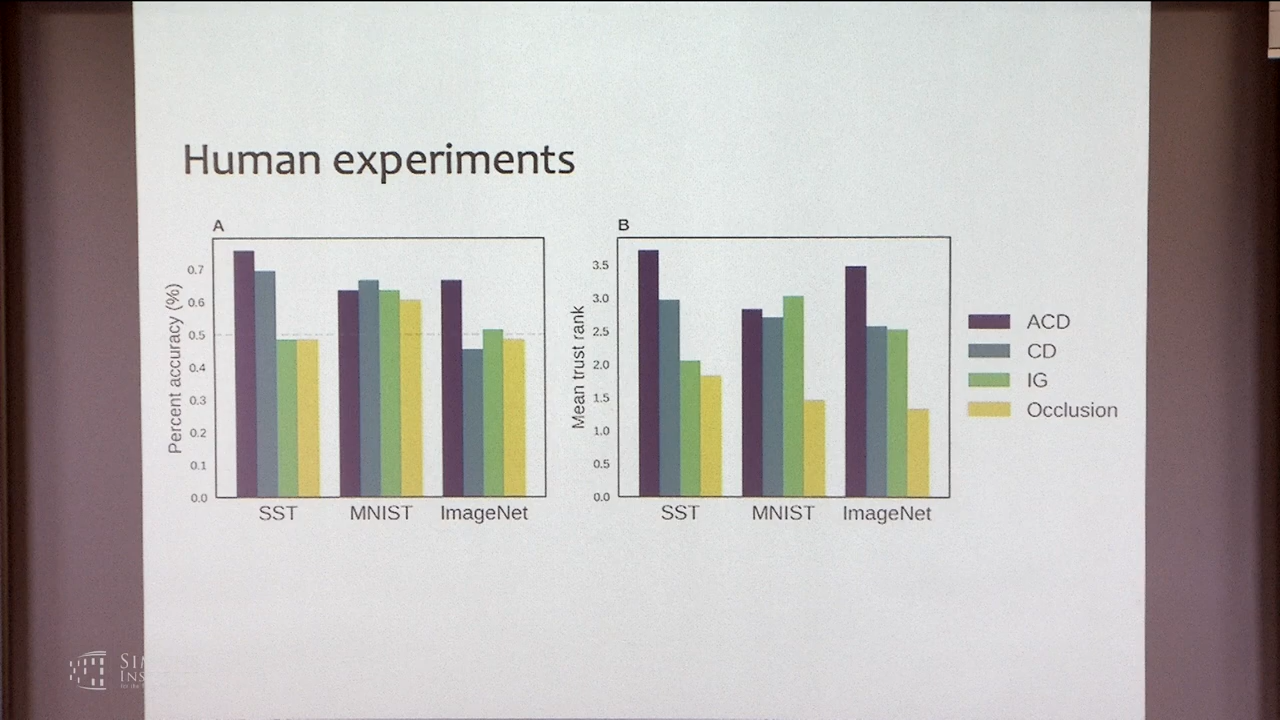 Human experiments
A
Percent accuracy (%)
0.7
0.6
0.5
0.4
0.3
0.2
0.1
0.0
SST MNIST ImageNet
B
Mean trust rank
3.5
3.0
2.5
2.0
1.5
1.0
0.5
0.0
SST MNIST ImageNet
ACD
CD
IG
Occlusion